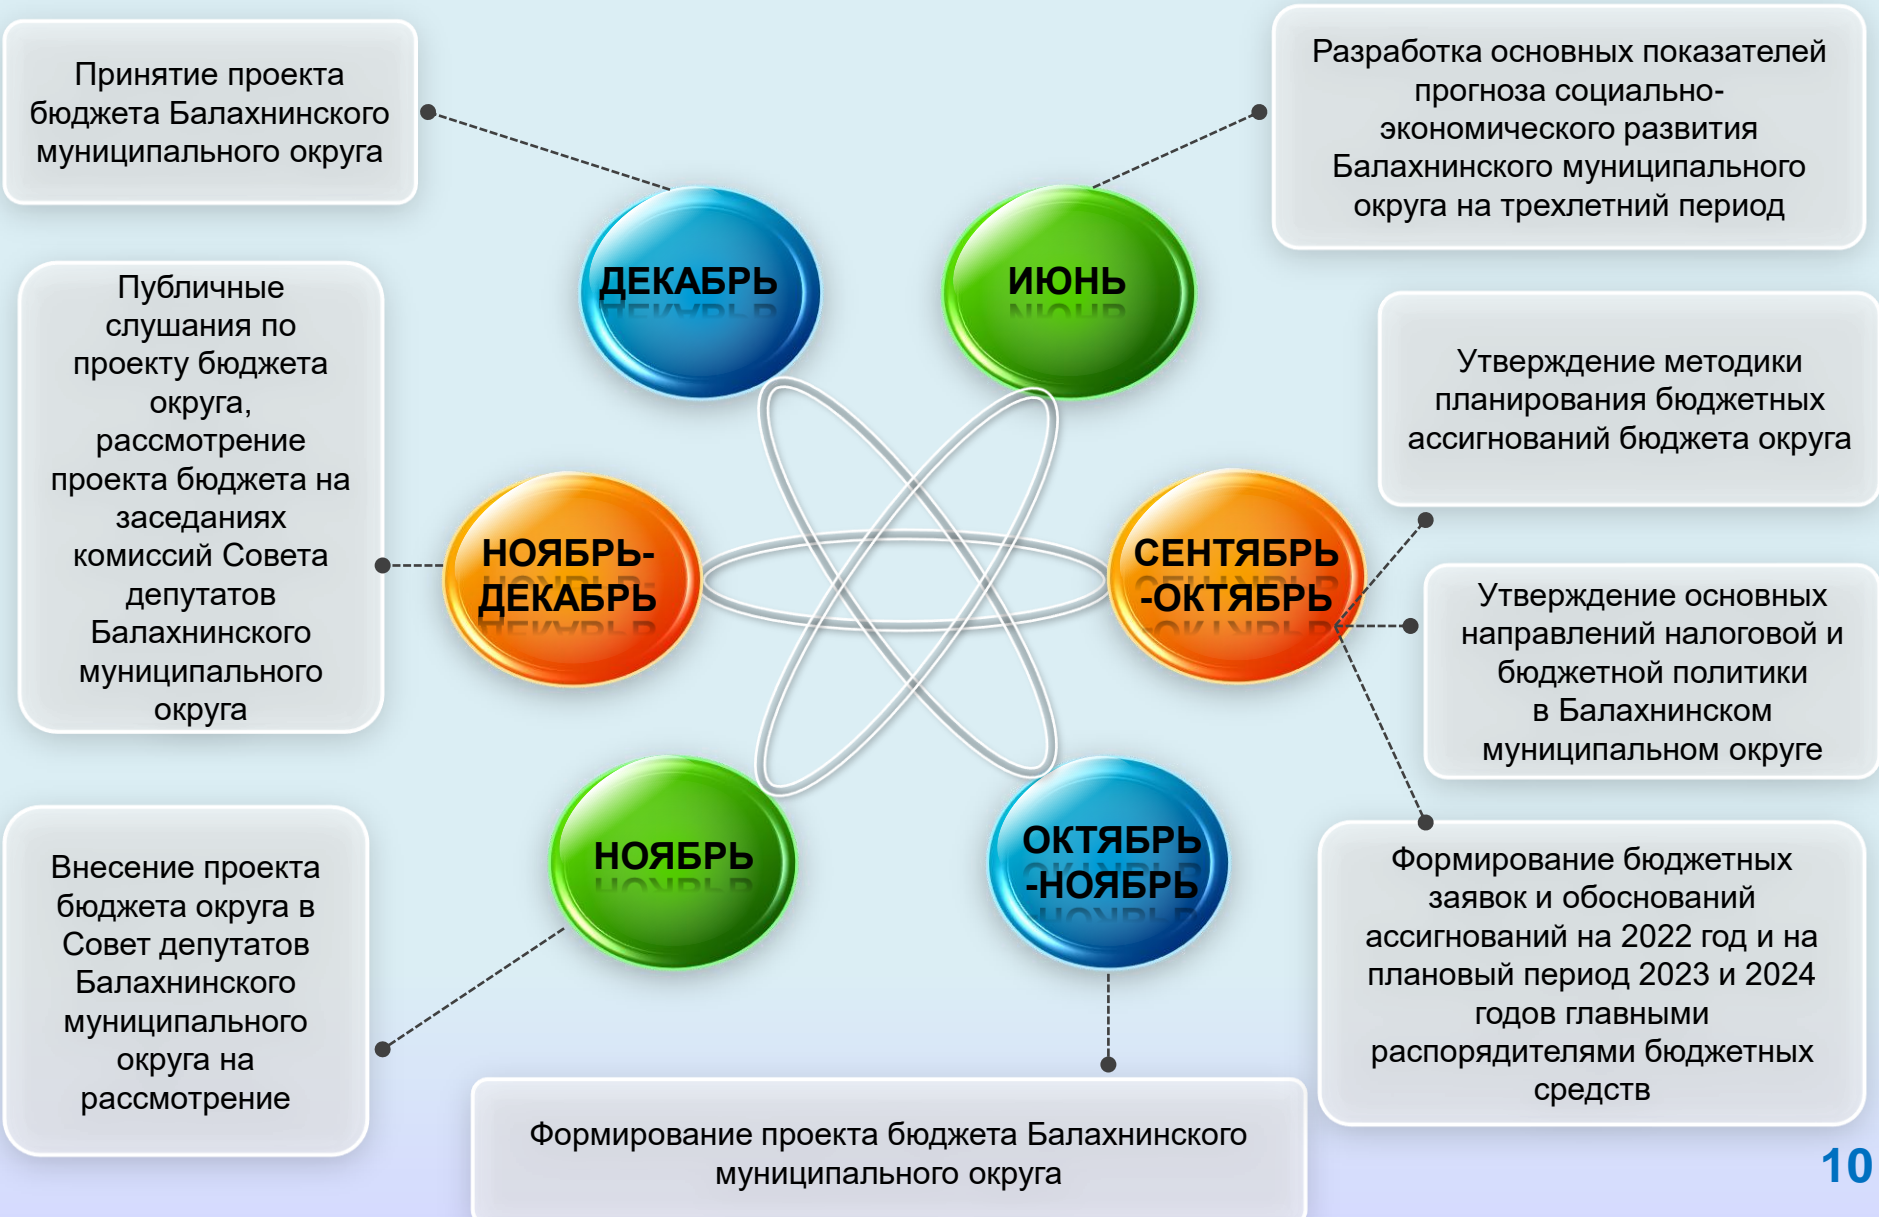 Принятие проекта
бюджета Балахнинского
муниципального округа
Разработка основных показателей
прогноза социально-
экономического развития
Балахнинского муниципального
округа на трехлетний период
ДЕКАБРЬ
ИЮНЬ
Публичные
слушания по
проекту бюджета
округа,
рассмотрение
проекта бюджета на
заседаниях
комиссий Совета
депутатов
Балахнинского
муниципального
округа
Утверждение методики
планирования бюджетных
ассигнований бюджета округа
НОЯБРЬ-
ДЕКАБРЬ
СЕНТЯБРЬ
-ОКТЯБРЬ
Утверждение основных
направлений налоговой и
бюджетной политики
в Балахнинском
муниципальном округе
НОЯБРЬ
ОКТЯБРЬ
-НОЯБРЬ
Внесение проекта
бюджета округа в
Совет депутатов
Балахнинского
муниципального
округа на
рассмотрение
Формирование бюджетных
заявок и обоснований
ассигнований на 2022 год и на
плановый период 2023 и 2024
годов главными
распорядителями бюджетных
средств
Формирование проекта бюджета Балахнинского
муниципального округа
10